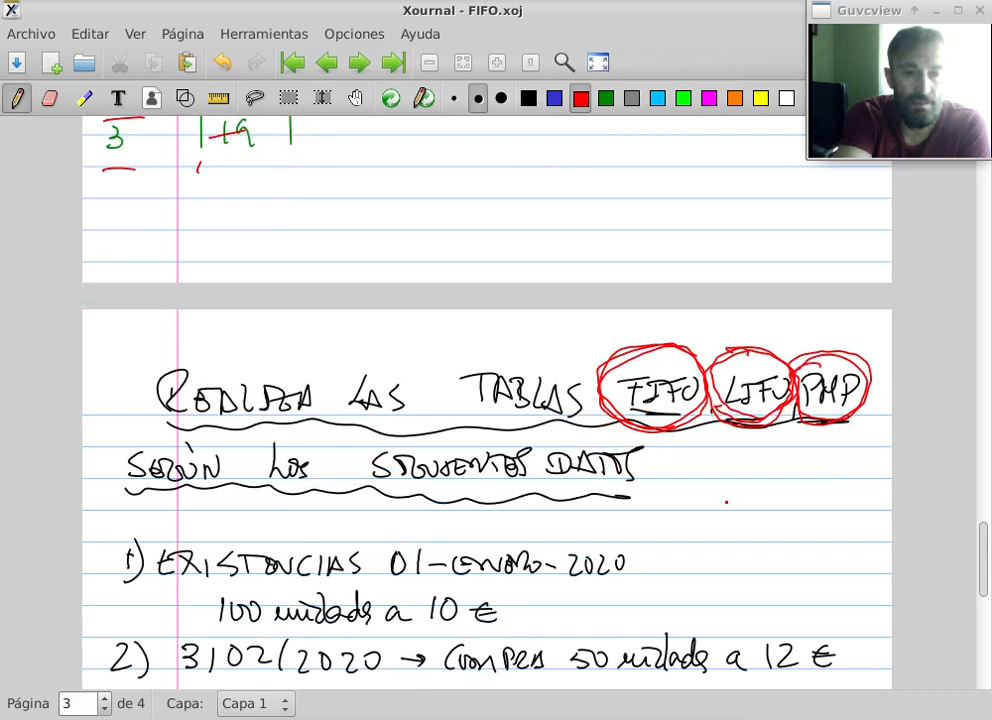 Xournal - FIFO.xoj
Guvcview
Archivo Editar Ver Página Herramientas Opciones Ayuda
3 119
REALIZA LAS TABLAS FIFO, LIFO, PMP
SEGÚN LOS SIGUIENTES DATOS
1) EXISTENCIAS 01-ENERO-2020
100 unidades a 10 €
2) 3/02/2020 → COMPRA 50 unidades a 12 €
Página 3 de 4 Capa: Capa 1